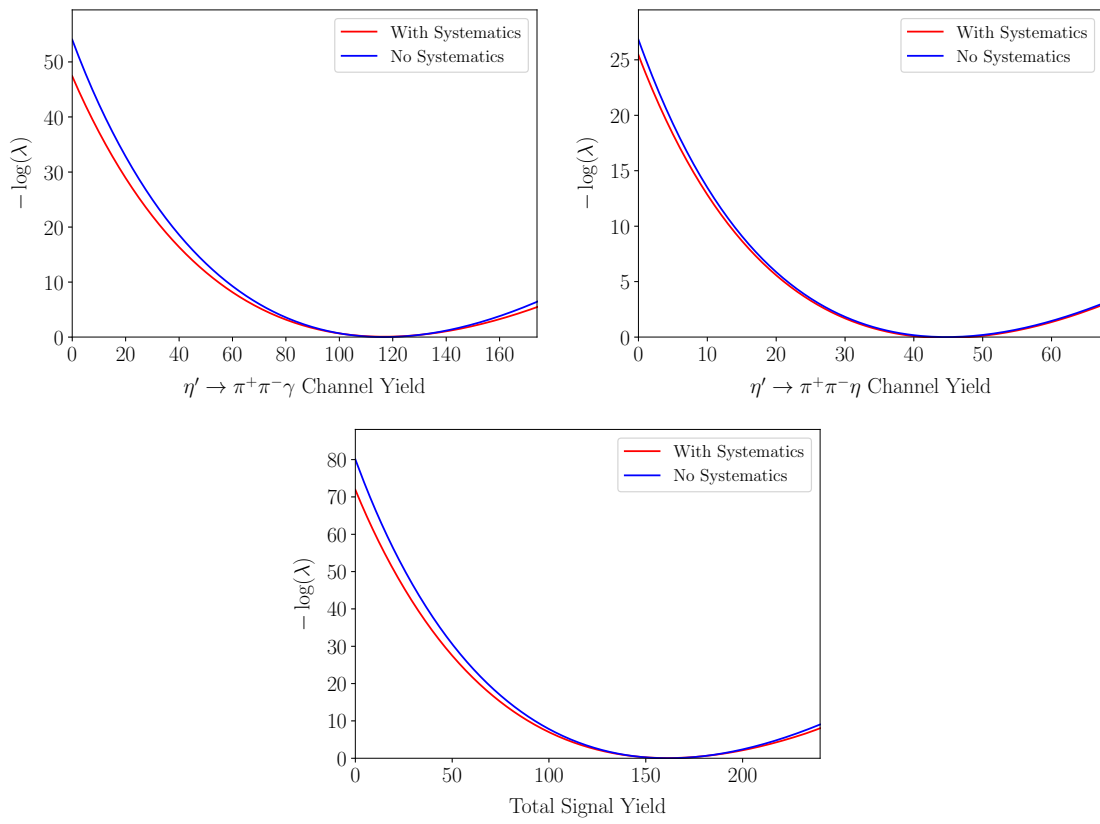 With Systematics
No Systematics
− log(λ)
50
40
30
20
10
0
0 20 40 60 80 100 120 140 160
η′ → π⁺π⁻γ Channel Yield
With Systematics
No Systematics
− log(λ)
25
20
15
10
5
0
0 10 20 30 40 50 60
η′ → π⁺π⁻η Channel Yield
With Systematics
No Systematics
− log(λ)
80
70
60
50
40
30
20
10
0
0 50 100 150 200
Total Signal Yield